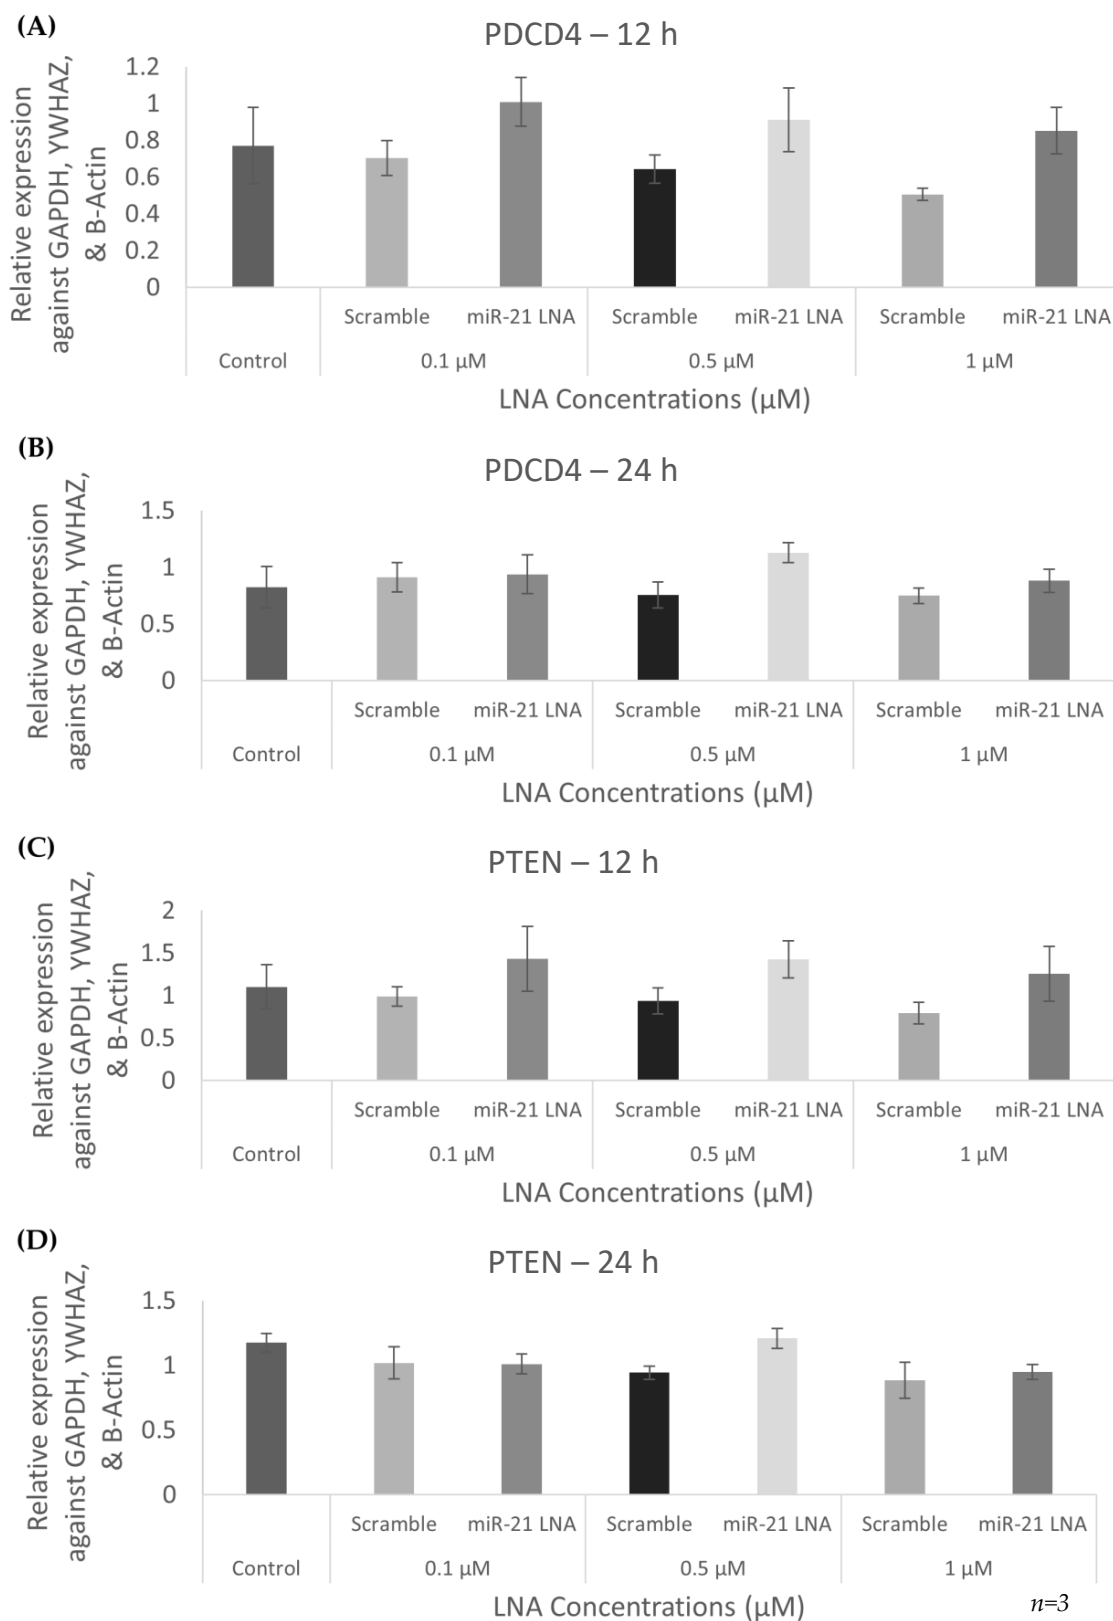 (A)
PDCD4 – 12 h
Relative expression
against GAPDH, YWHAZ,
& B-Actin
1.2
1
0.8
0.6
0.4
0.2
0
Scramble miR-21 LNA Scramble miR-21 LNA Scramble miR-21 LNA
Control 0.1 µM 0.5 µM 1 µM
LNA Concentrations (µM)
(B)
PDCD4 – 24 h
Relative expression
against GAPDH, YWHAZ,
& B-Actin
1.5
1
0.5
0
Scramble miR-21 LNA Scramble miR-21 LNA Scramble miR-21 LNA
Control 0.1 µM 0.5 µM 1 µM
LNA Concentrations (µM)
(C)
PTEN – 12 h
Relative expression
against GAPDH, YWHAZ,
& B-Actin
2
1.5
1
0.5
0
Scramble miR-21 LNA Scramble miR-21 LNA Scramble miR-21 LNA
Control 0.1 µM 0.5 µM 1 µM
LNA Concentrations (µM)
(D)
PTEN – 24 h
Relative expression
against GAPDH, YWHAZ,
& B-Actin
1.5
1
0.5
0
Scramble miR-21 LNA Scramble miR-21 LNA Scramble miR-21 LNA
Control 0.1 µM 0.5 µM 1 µM
LNA Concentrations (µM)
n=3